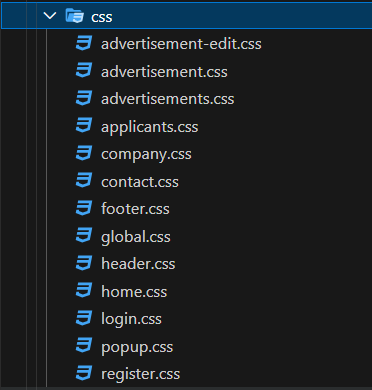 css
advertisement-edit.css
advertisement.css
advertisements.css
applicants.css
company.css
contact.css
footer.css
global.css
header.css
home.css
login.css
popup.css
register.css